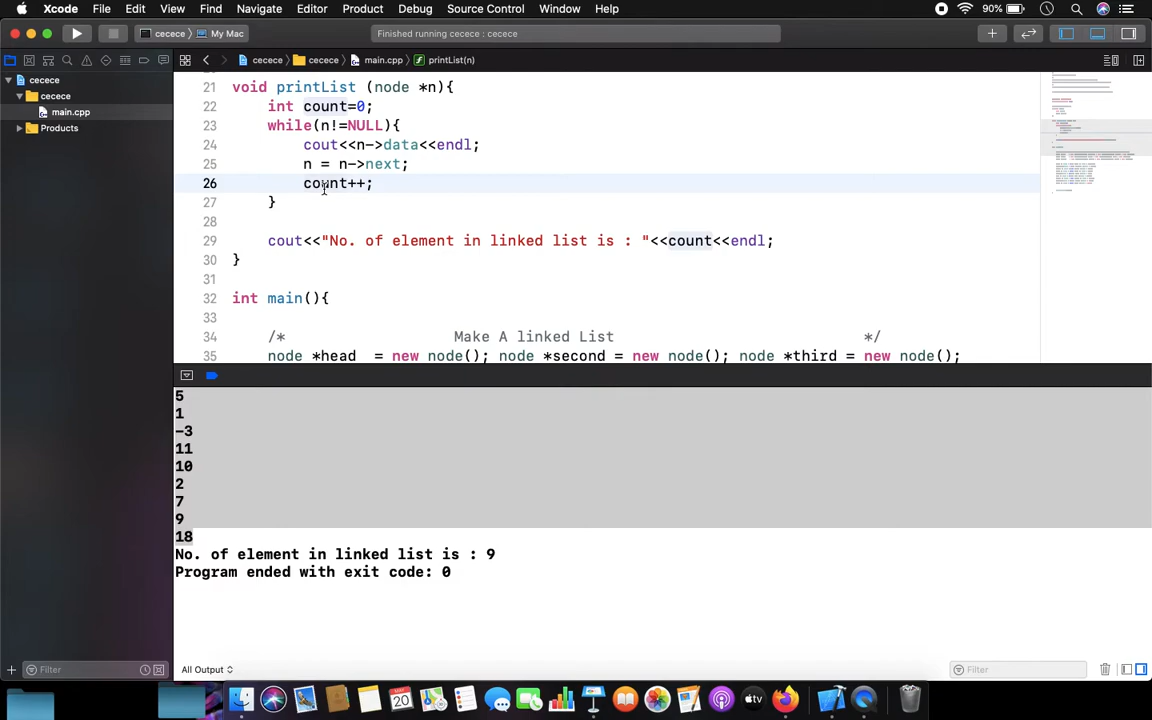 Xcode File Edit View Find Navigate Editor Product Debug Source Control Window Help 90%
cecece My Mac Finished running cecece : cecece
cecece cecece main.cpp printList(n)
cecece
cecece
main.cpp
Products
21 void printList (node *n){
22 int count=0;
23 while(n!=NULL){
24 cout<<n->data<<endl;
25 n = n->next;
26 count++;
27 }
28
29 cout<<"No. of element in linked list is : "<<count<<endl;
30 }
31
32 int main(){
33
34 /* Make A linked List */
35 node *head = new node(); node *second = new node(); node *third = new node();
5
1
-3
11
10
2
7
9
18
No. of element in linked list is : 9
Program ended with exit code: 0
Filter All Output Filter
MAY
20
tv